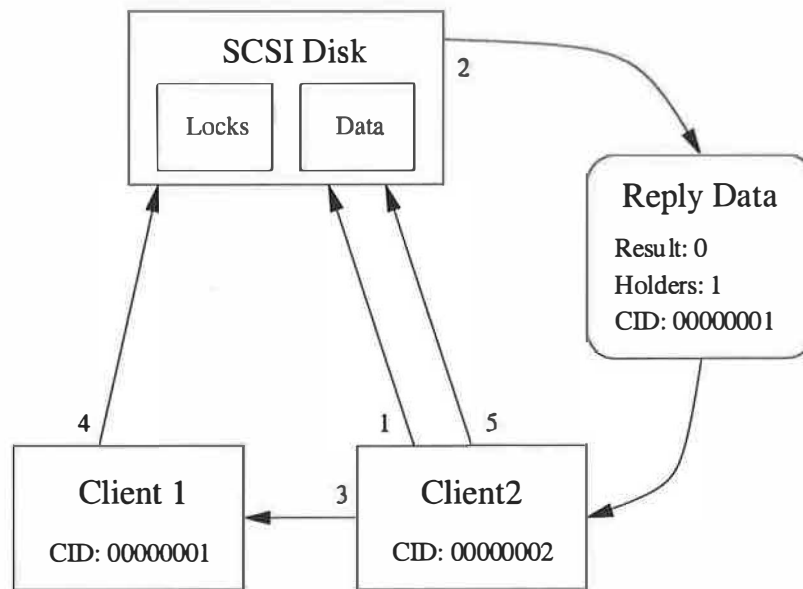 SCSI Disk
Locks
Data
2
Reply Data
Result: 0
Holders: 1
CID: 00000001
4
1
5
Client 1
CID: 00000001
3
Client2
CID: 00000002